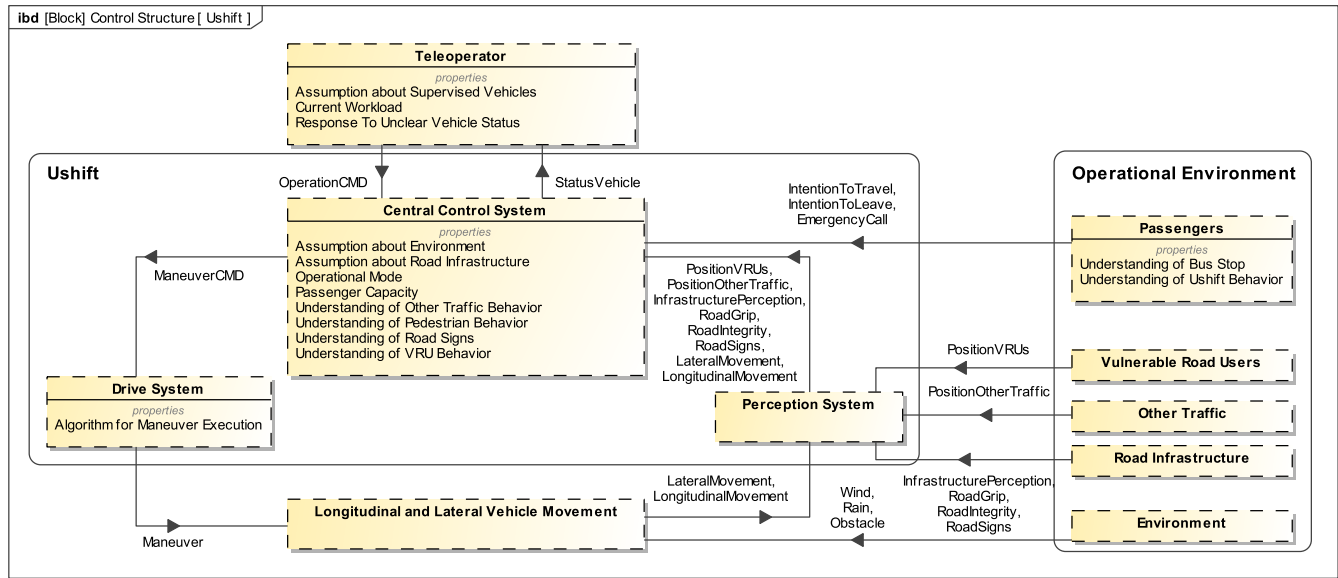 ibd [Block] Control Structure [ Ushift ]
Teleoperator
properties
Assumption about Supervised Vehicles
Current Workload
Response To Unclear Vehicle Status
Ushift
OperationCMD
StatusVehicle
Central Control System
properties
Assumption about Environment
Assumption about Road Infrastructure
Operational Mode
Passenger Capacity
Understanding of Other Traffic Behavior
Understanding of Pedestrian Behavior
Understanding of Road Signs
Understanding of VRU Behavior
ManeuverCMD
Drive System
properties
Algorithm for Maneuver Execution
Maneuver
Longitudinal and Lateral Vehicle Movement
LateralMovement,
LongitudinalMovement
PositionVRUs,
PositionOtherTraffic,
InfrastructurePerception,
RoadGrip,
RoadIntegrity,
RoadSigns,
LateralMovement,
LongitudinalMovement
Perception System
IntentionToTravel,
IntentionToLeave,
EmergencyCall
PositionVRUs
PositionOtherTraffic
InfrastructurePerception,
RoadGrip,
RoadIntegrity,
RoadSigns
Wind,
Rain,
Obstacle
Operational Environment
Passengers
properties
Understanding of Bus Stop
Understanding of Ushift Behavior
Vulnerable Road Users
Other Traffic
Road Infrastructure
Environment